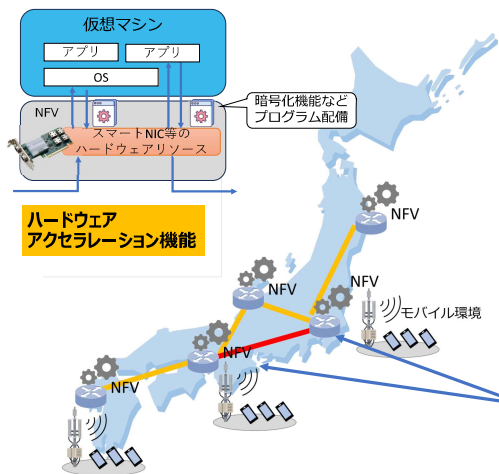 仮想マシン
アプリ
アプリ
OS
NFV
暗号化機能など
プログラム配備
スマートNIC等の
ハードウェアリソース
ハードウェア
アクセラレーション機能
NFV
NFV
NFV
モバイル環境
NFV
NFV